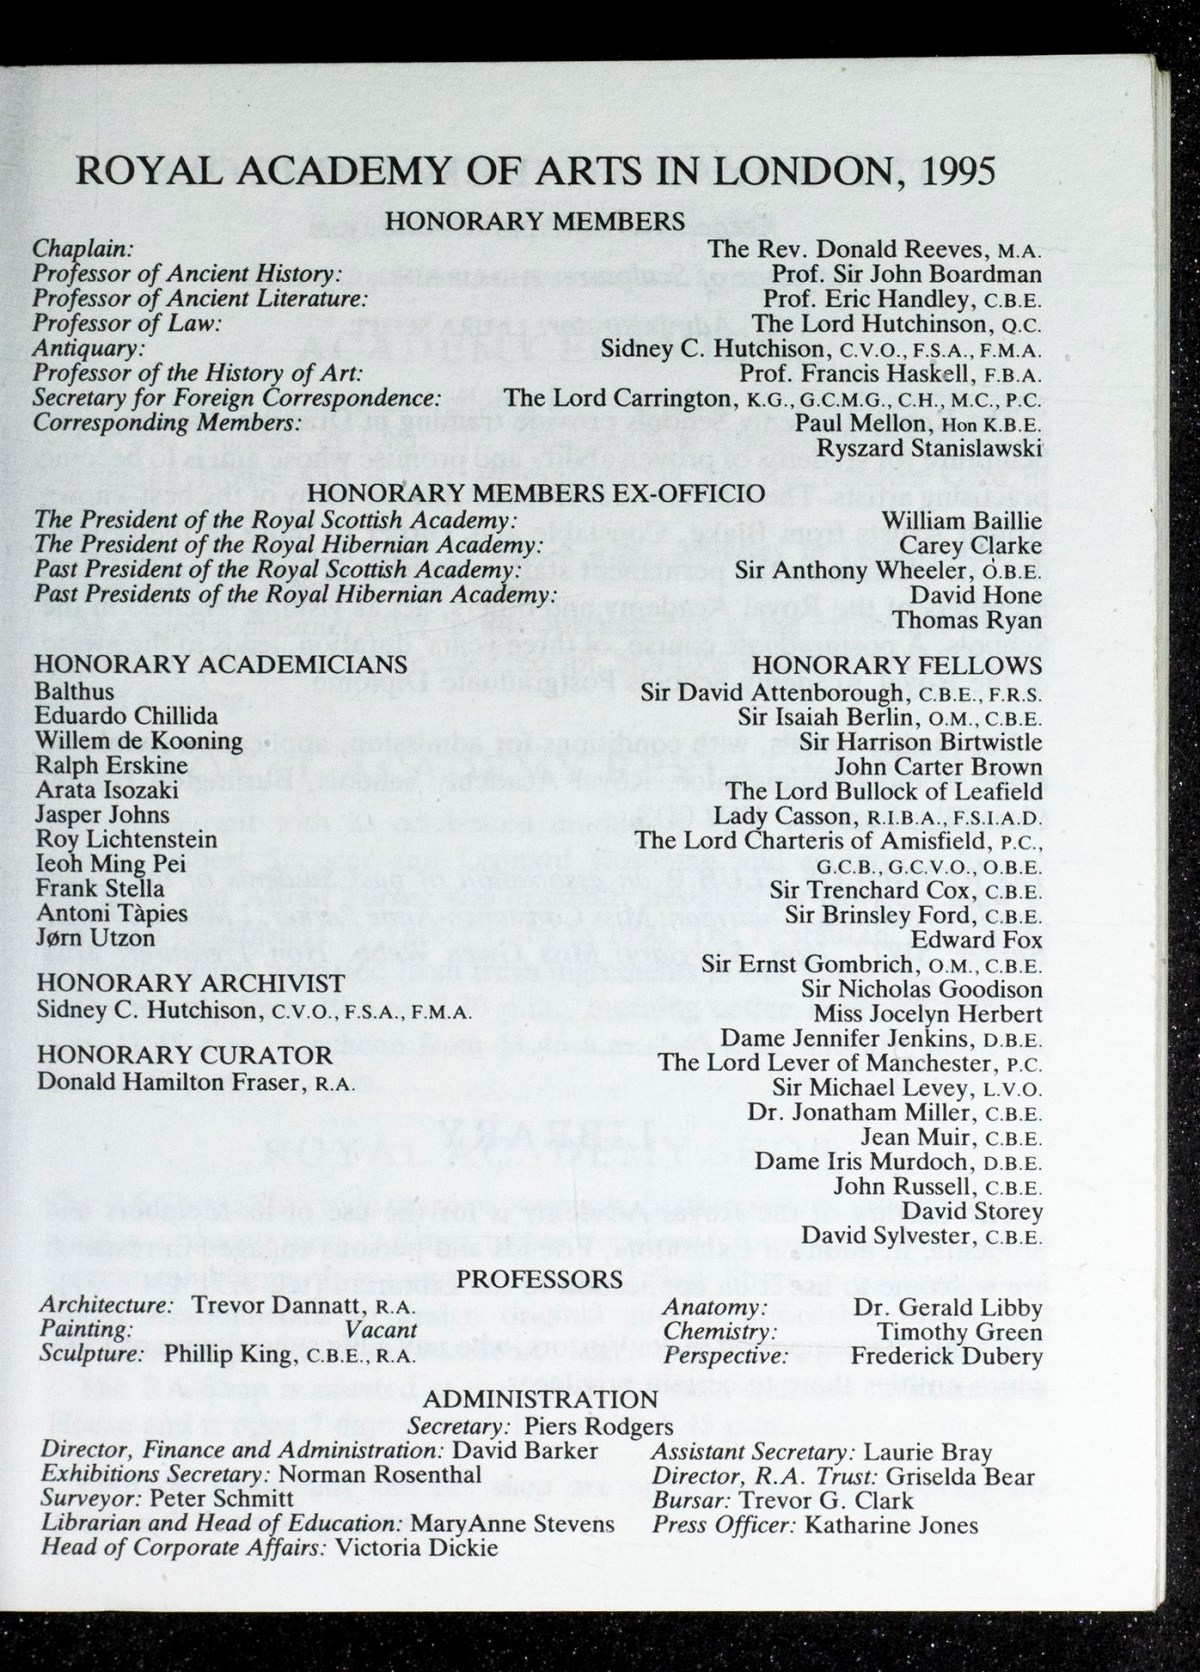 ROYAL ACADEMY OF ARTS IN LONDON, 1995
HONORARY MEMBERS
Chaplain: The Rev. Donald Reeves, M.A.
Professor of Ancient History: Prof. Sir John Boardman
Professor of Ancient Literature: Prof. Eric Handley, C.B.E.
Professor of Law: The Lord Hutchinson, Q.C.
Antiquary: Sidney C. Hutchison, C.V.O., F.S.A., F.M.A.
Professor of the History of Art: Prof. Francis Haskell, F.B.A.
Secretary for Foreign Correspondence: The Lord Carrington, K.G., G.C.M.G., C.H., M.C., P.C.
Corresponding Members: Paul Mellon, Hon K.B.E.
Ryszard Stanislawski
HONORARY MEMBERS EX-OFFICIO
The President of the Royal Scottish Academy: William Baillie
The President of the Royal Hibernian Academy: Carey Clarke
Past President of the Royal Scottish Academy: Sir Anthony Wheeler, O.B.E.
Past Presidents of the Royal Hibernian Academy: David Hone
Thomas Ryan
HONORARY ACADEMICIANS
Balthus
Eduardo Chillida
Willem de Kooning
Ralph Erskine
Arata Isozaki
Jasper Johns
Roy Lichtenstein
Ieoh Ming Pei
Frank Stella
Antoni Tàpies
Jørn Utzon
HONORARY ARCHIVIST
Sidney C. Hutchison, C.V.O., F.S.A., F.M.A.
HONORARY CURATOR
Donald Hamilton Fraser, R.A.
HONORARY FELLOWS
Sir David Attenborough, C.B.E., F.R.S.
Sir Isaiah Berlin, O.M., C.B.E.
Sir Harrison Birtwistle
John Carter Brown
The Lord Bullock of Leafield
Lady Casson, R.I.B.A., F.S.I.A.D.
The Lord Charteris of Amisfield, P.C.,
G.C.B., G.C.V.O., O.B.E.
Sir Trenchard Cox, C.B.E.
Sir Brinsley Ford, C.B.E.
Edward Fox
Sir Ernst Gombrich, O.M., C.B.E.
Sir Nicholas Goodison
Miss Jocelyn Herbert
Dame Jennifer Jenkins, D.B.E.
The Lord Lever of Manchester, P.C.
Sir Michael Levey, L.V.O.
Dr. Jonatham Miller, C.B.E.
Jean Muir, C.B.E.
Dame Iris Murdoch, D.B.E.
John Russell, C.B.E.
David Storey
David Sylvester, C.B.E.
PROFESSORS
Architecture: Trevor Dannatt, R.A. Anatomy: Dr. Gerald Libby
Painting: Vacant Chemistry: Timothy Green
Sculpture: Phillip King, C.B.E., R.A. Perspective: Frederick Dubery
ADMINISTRATION
Secretary: Piers Rodgers
Director, Finance and Administration: David Barker Assistant Secretary: Laurie Bray
Exhibitions Secretary: Norman Rosenthal Director, R.A. Trust: Griselda Bear
Surveyor: Peter Schmitt Bursar: Trevor G. Clark
Librarian and Head of Education: MaryAnne Stevens Press Officer: Katharine Jones
Head of Corporate Affairs: Victoria Dickie